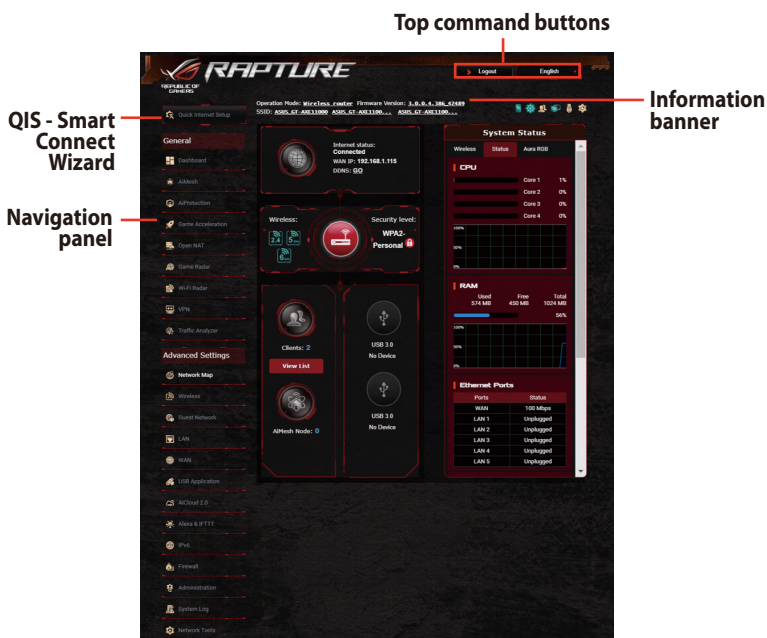 Top command buttons
REPUBLIC OF
GAMERS
RAPTURE
Logout
English
QIS - Smart
Connect
Wizard
Navigation
panel
Information
banner
Quick Internet Setup
General
Dashboard
AiMesh
AiProtection
Game Acceleration
Open NAT
Game Radar
Wi-Fi Radar
VPN
Traffic Analyzer
Advanced Settings
Network Map
Wireless
Guest Network
LAN
WAN
USB Application
AiCloud 2.0
Alexa & IFTTT
IPv6
Firewall
Administration
System Log
Network Tools
Operation Mode: Wireless router Firmware Version: 3.0.0.4.386_42489
SSID: ASUS_GT-AXE11000 ASUS_GT-AXE1100... ASUS_GT-AXE1100...
Internet status:
Connected
WAN IP: 192.168.1.115
DDNS: GO
Wireless:
2.4
5
6
Security level:
WPA2-
Personal
Clients: 2
View List
AiMesh Node: 0
USB 3.0
No Device
USB 3.0
No Device
System Status
Wireless Status Aura RGB
CPU
Core 1 1%
Core 2 0%
Core 3 0%
Core 4 0%
100%
50%
0%
RAM
Used Free Total
574 MB 450 MB 1024 MB
56%
100%
50%
0%
Ethernet Ports
Ports Status
WAN 100 Mbps
LAN 1 Unplugged
LAN 2 Unplugged
LAN 3 Unplugged
LAN 4 Unplugged
LAN 5 Unplugged